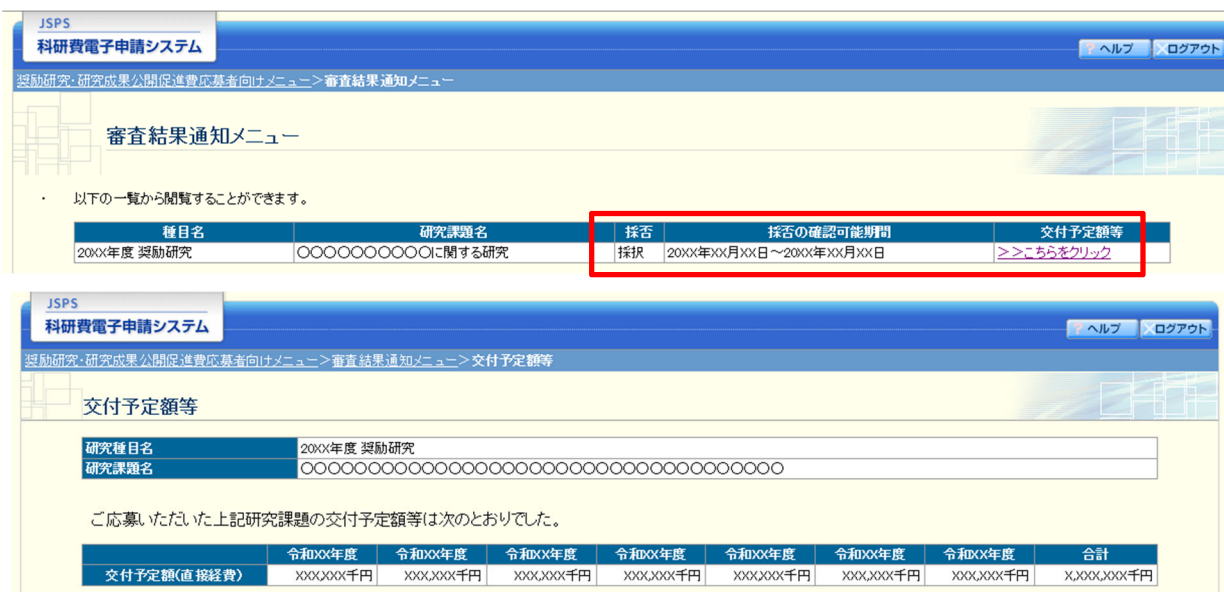 JSPS
科研費電子申請システム
? ヘルプ ログアウト
奨励研究・研究成果公開促進費応募者向けメニュー>審査結果通知メニュー
審査結果通知メニュー
・ 以下の一覧から閲覧することができます。
種目名 研究課題名 採否 採否の確認可能期間 交付予定額等
20XX年度 奨励研究 〇〇〇〇〇〇〇〇〇〇に関する研究 採択 20XX年XX月XX日～20XX年XX月XX日 >>こちらをクリック
JSPS
科研費電子申請システム
? ヘルプ ログアウト
奨励研究・研究成果公開促進費応募者向けメニュー>審査結果通知メニュー>交付予定額等
交付予定額等
研究種目名 20XX年度 奨励研究
研究課題名 〇〇〇〇〇〇〇〇〇〇〇〇〇〇〇〇〇〇〇〇〇〇〇〇〇〇〇〇〇〇〇〇〇〇〇〇
ご応募いただいた上記研究課題の交付予定額等は次のとおりでした。
令和XX年度 令和XX年度 令和XX年度 令和XX年度 令和XX年度 令和XX年度 令和XX年度 合計
交付予定額(直接経費) XXX,XXX千円 XXX,XXX千円 XXX,XXX千円 XXX,XXX千円 XXX,XXX千円 XXX,XXX千円 XXX,XXX千円 X,XXX,XXX千円